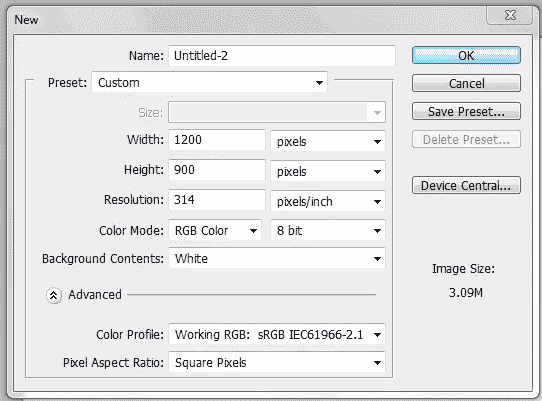 New
Name: Untitled-2
OK
Preset: Custom
Cancel
Size:
Save Preset...
Width: 1200 pixels
Delete Preset...
Height: 900 pixels
Resolution: 314 pixels/inch
Device Central...
Color Mode: RGB Color 8 bit
Background Contents: White
Image Size:
3.09M
Advanced
Color Profile: Working RGB: sRGB IEC61966-2.1
Pixel Aspect Ratio: Square Pixels